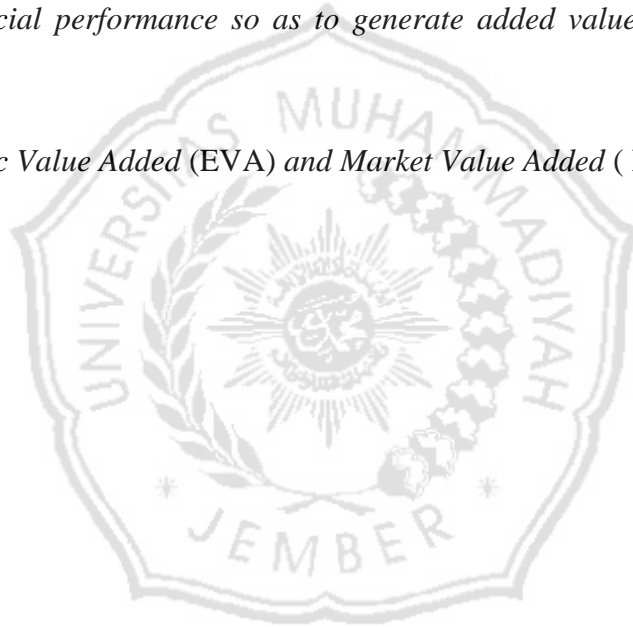 cial performance so as to generate added value
c Value Added (EVA) and Market Value Added (
UNIVERSITAS MUHAMMADIYAH
* JEMBER *